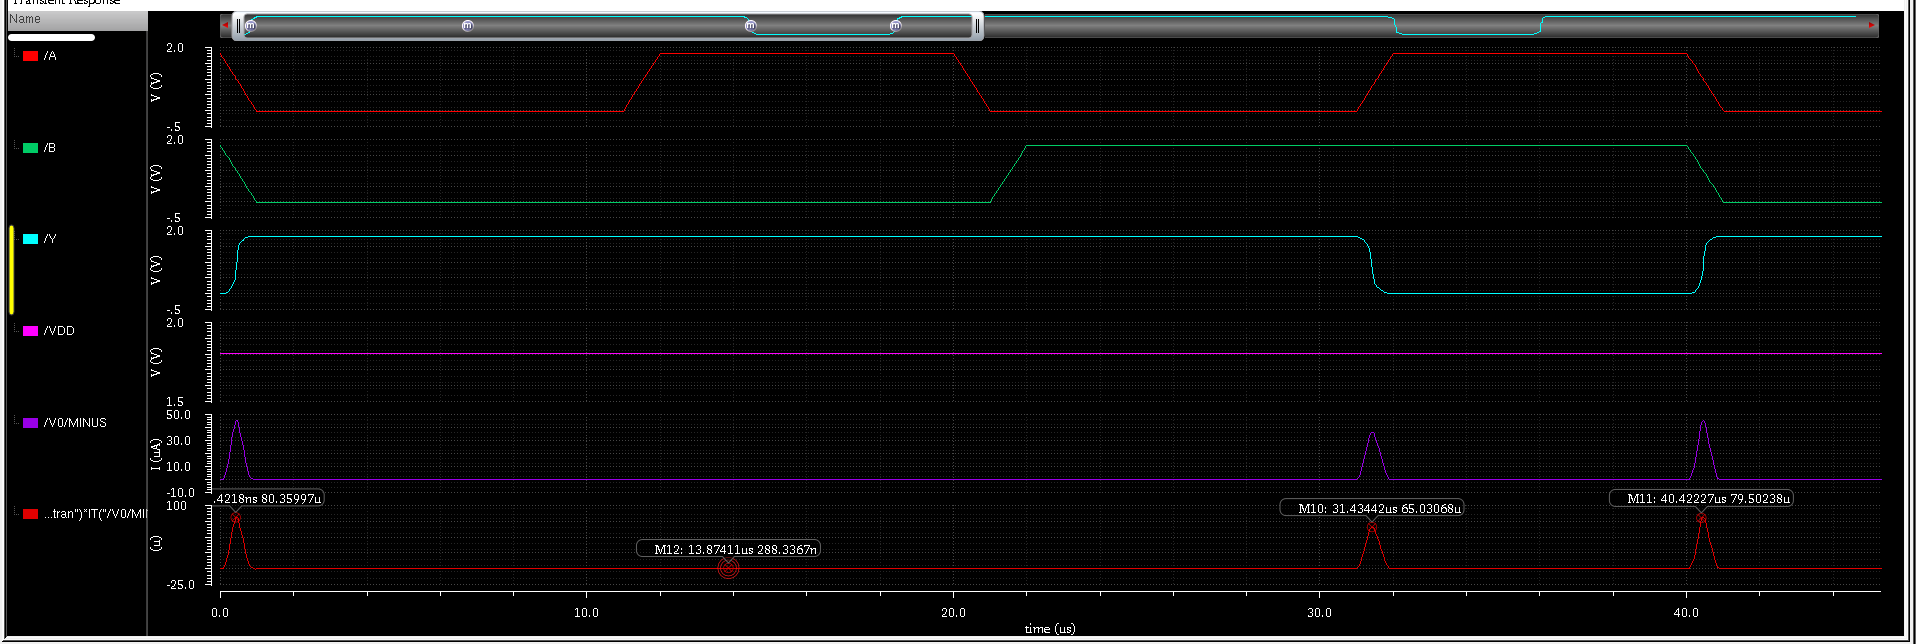 Transient Response
Name
/A
2.0
V (V)
-.5
/B
2.0
V (V)
-.5
/Y
2.0
V (V)
-.5
/VDD
2.0
V (V)
1.5
/V0/MINUS
50.0
30.0
10.0
-10.0
I (uA)
...tran")*IT("/V0/MI
100
(u)
-25.0
.4218ns 80.35997u
M12: 13.87411us 288.3367n
M10: 31.43442us 65.03068u
M11: 40.42227us 79.50238u
0.0 10.0 20.0 30.0 40.0
time (us)